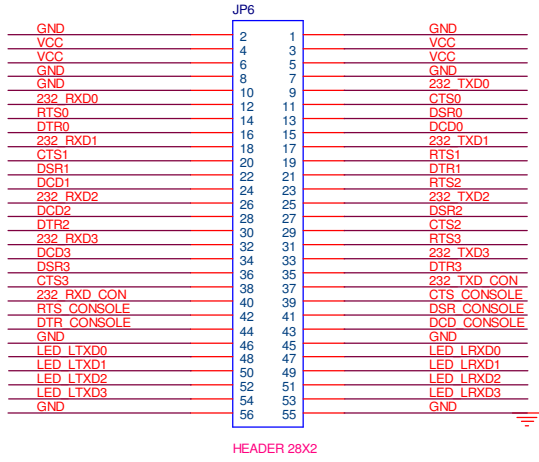 JP6
GND 2 1 GND
VCC 4 3 VCC
VCC 6 5 VCC
GND 8 7 GND
GND 10 9 232_TXD0
232_RXD0 12 11 CTS0
RTS0 14 13 DSR0
DTR0 16 15 DCD0
232_RXD1 18 17 232_TXD1
CTS1 20 19 RTS1
DSR1 22 21 DTR1
DCD1 24 23 RTS2
232_RXD2 26 25 232_TXD2
DCD2 28 27 DSR2
DTR2 30 29 CTS2
232_RXD3 32 31 RTS3
DCD3 34 33 232_TXD3
DSR3 36 35 DTR3
CTS3 38 37 232_TXD_CON
232_RXD_CON 40 39 CTS_CONSOLE
RTS_CONSOLE 42 41 DSR_CONSOLE
DTR_CONSOLE 44 43 DCD_CONSOLE
GND 46 45 GND
LED_LTXD0 48 47 LED_LRXD0
LED_LTXD1 50 49 LED_LRXD1
LED_LTXD2 52 51 LED_LRXD2
LED_LTXD3 54 53 LED_LRXD3
GND 56 55 GND
HEADER 28X2